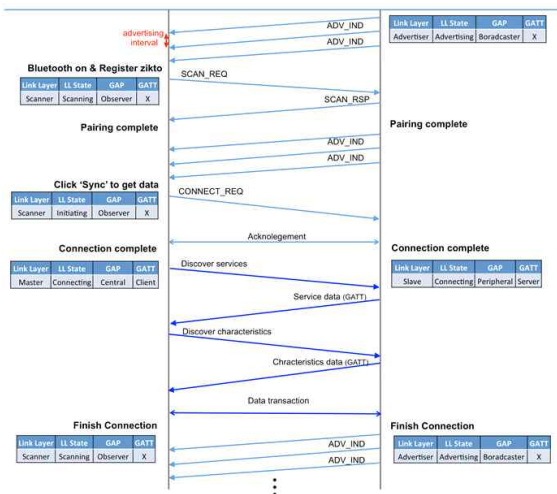 ADV_IND
advertising
interval
ADV_IND
Link Layer LL State GAP GATT
Advertiser Advertising Boradcaster X
Bluetooth on & Register zikto
Link Layer LL State GAP GATT
Scanner Scanning Observer X
SCAN_REQ
SCAN_RSP
Pairing complete
Pairing complete
ADV_IND
ADV_IND
Click ‘Sync’ to get data
Link Layer LL State GAP GATT
Scanner Initiating Observer X
CONNECT_REQ
Acknolegement
Connection complete
Link Layer LL State GAP GATT
Master Connecting Central Client
Connection complete
Link Layer LL State GAP GATT
Slave Connecting Peripheral Server
Discover services
Service data (GATT)
Discover characteristics
Chracteristics data (GATT)
Data transaction
Finish Connection
Link Layer LL State GAP GATT
Scanner Scanning Observer X
Finish Connection
Link Layer LL State GAP GATT
Advertiser Advertising Boradcaster X
ADV_IND
ADV_IND